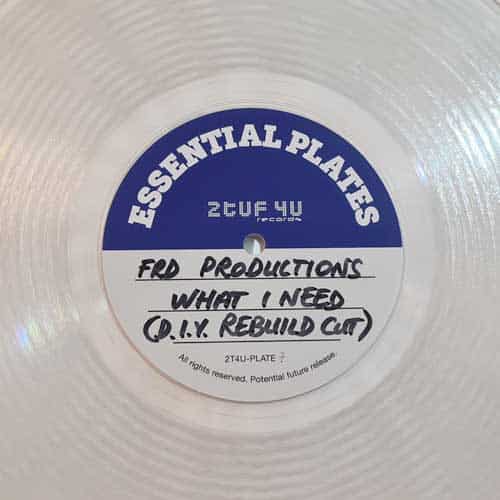 ESSENTIAL PLATES
2TUF 4U
records
FRD PRODUCTIONS
WHAT I NEED
(D.I.Y. REBUILD CUT)
2T4U-PLATE
All rights reserved. Potential future release.